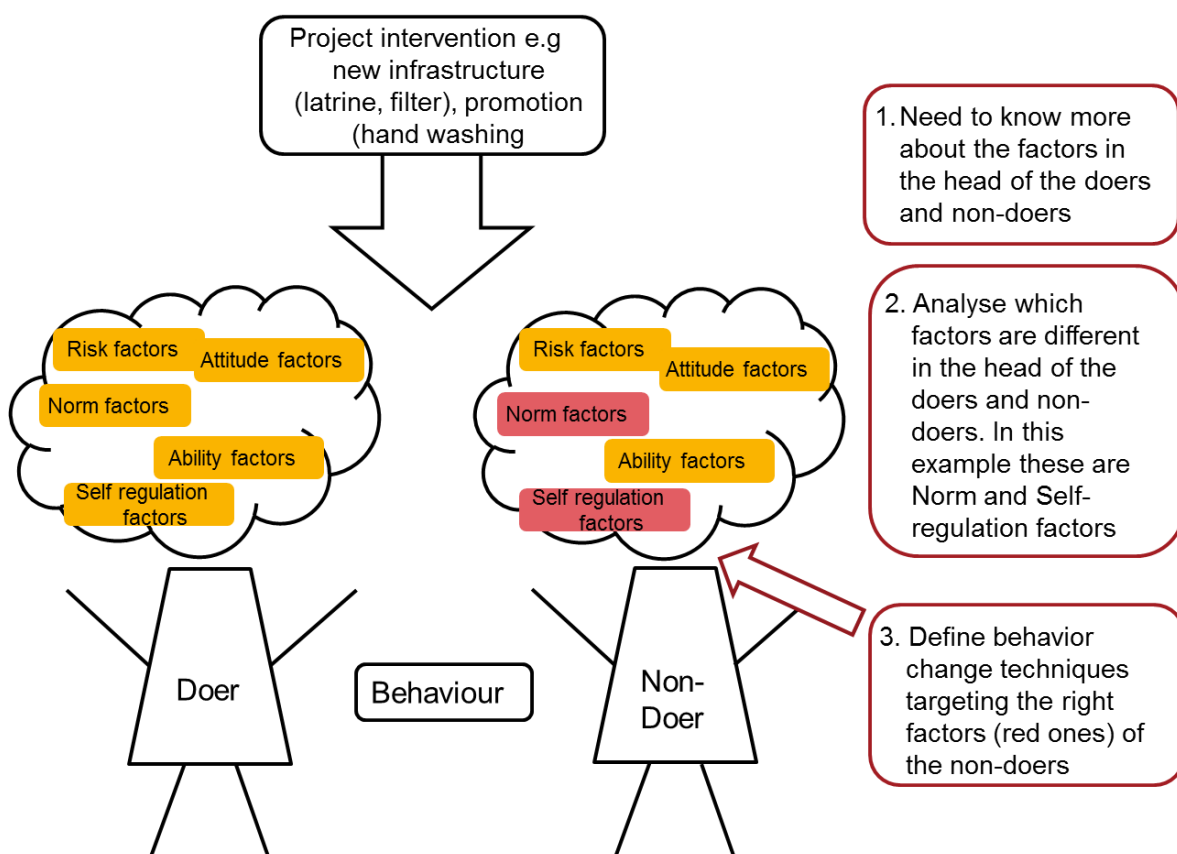 Project intervention e.g
new infrastructure
(latrine, filter), promotion
(hand washing
1. Need to know more
about the factors in
the head of the doers
and non-doers
Risk factors
Attitude factors
Norm factors
Ability factors
Self regulation
factors
Risk factors
Attitude factors
Norm factors
Ability factors
Self regulation
factors
2. Analyse which
factors are different
in the head of the
doers and non-
doers. In this
example these are
Norm and Self-
regulation factors
Doer
Behaviour
Non-
Doer
3. Define behavior
change techniques
targeting the right
factors (red ones) of
the non-doers